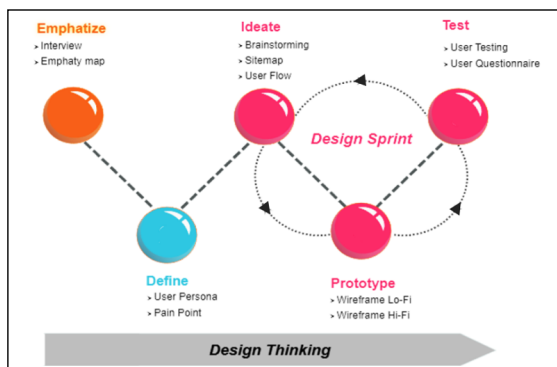 Emphatize
➤ Interview
➤ Emphaty map
Ideate
➤ Brainstorming
➤ Sitemap
➤ User Flow
Test
➤ User Testing
➤ User Questionnaire
Design Sprint
Define
➤ User Persona
➤ Pain Point
Prototype
➤ Wireframe Lo-Fi
➤ Wireframe Hi-Fi
Design Thinking